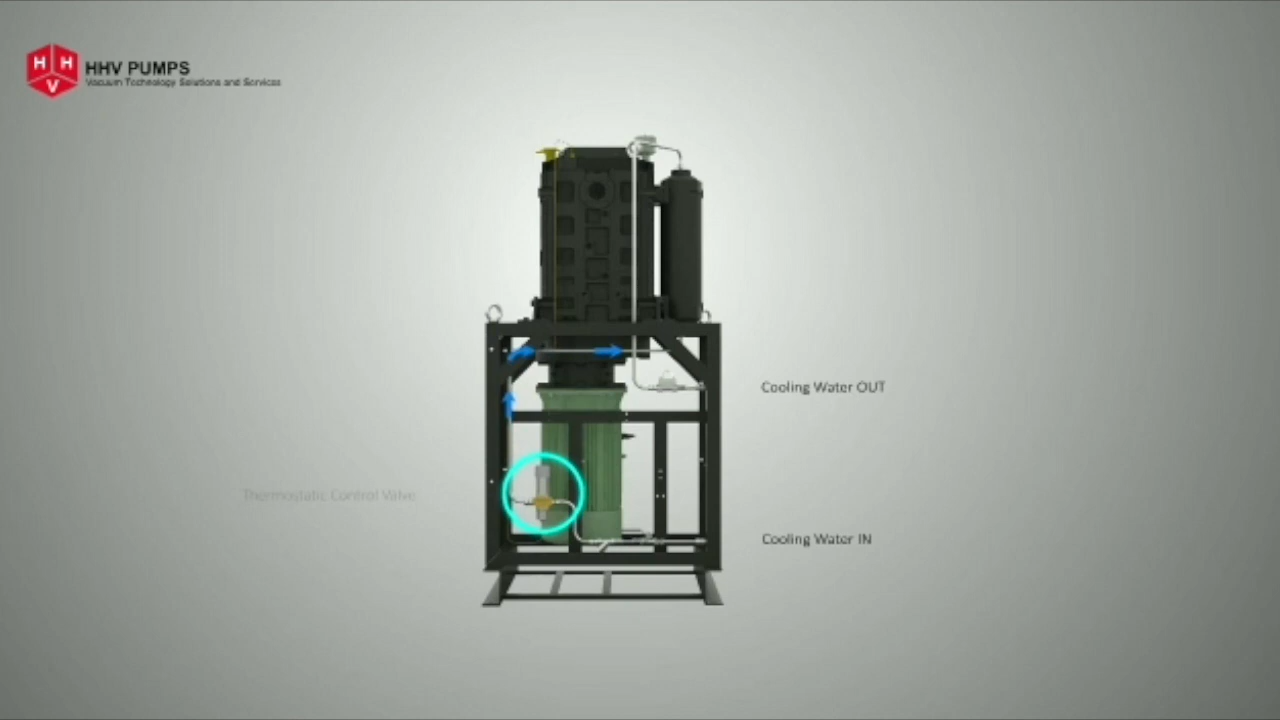 HHV
HHV PUMPS
Vacuum Technology Solutions and Services
Cooling Water OUT
Thermostatic Control Valve
Cooling Water IN